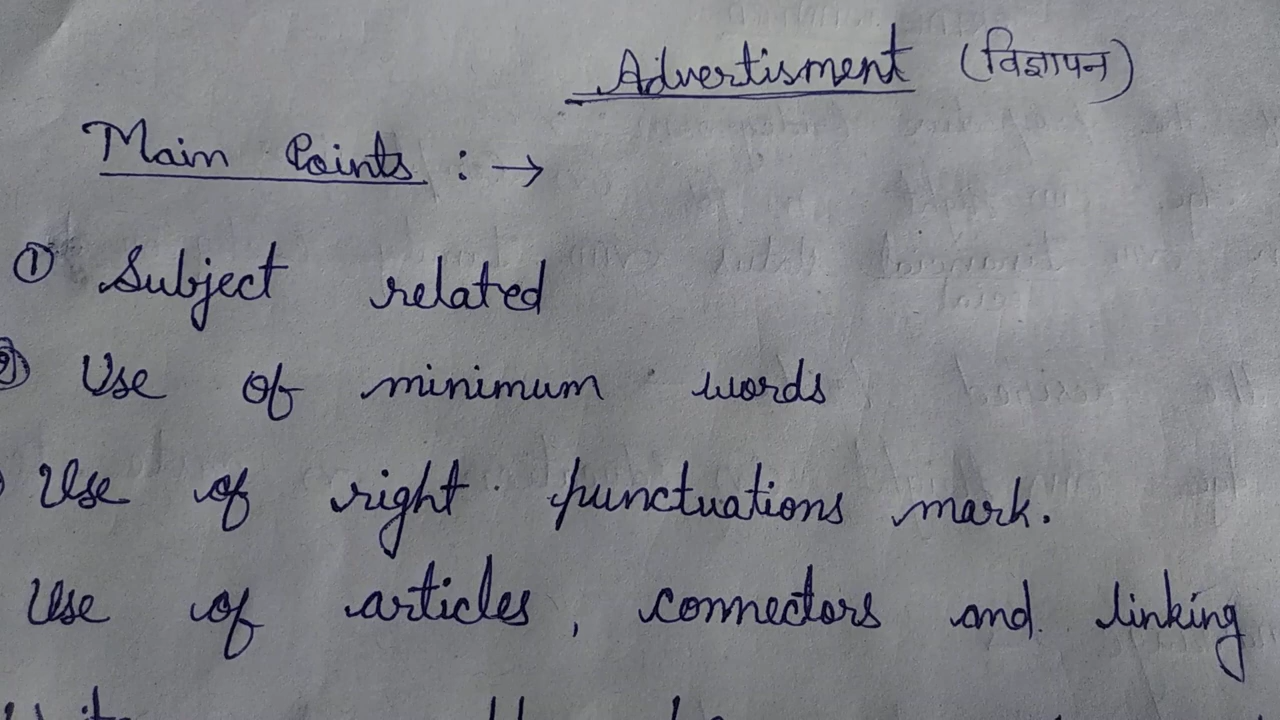 Advertisment (विज्ञापन)
Main Points : →
① Subject related
② Use of minimum words
Use of right punctuations mark.
Use of articles, connectors and linking